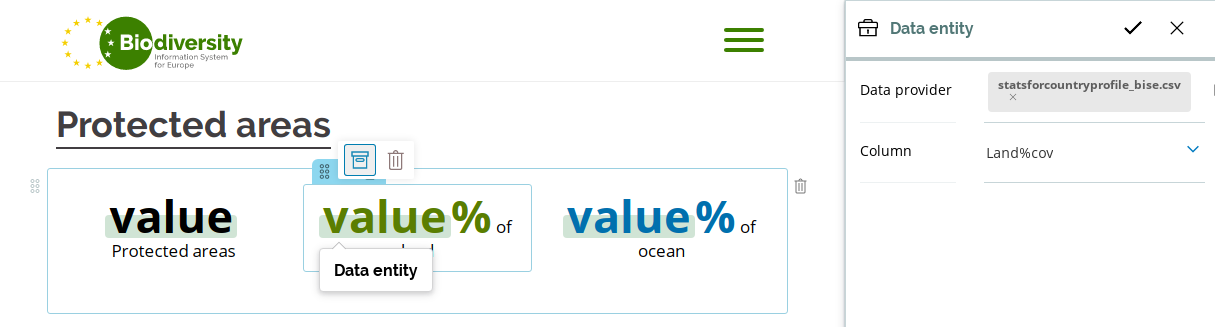 Biodiversity
Information System
for Europe
Protected areas
value
Protected areas
value% of
value% of
ocean
Data entity
Data entity
Data provider
statsforcountryprofile_bise.csv
Column
Land%cov